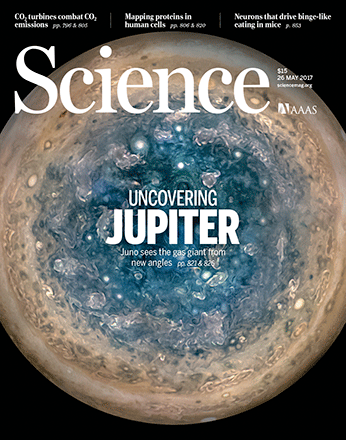 CO₂ turbines combat CO₂
emissions pp. 796 & 805
Mapping proteins in
human cells pp. 806 & 820
Neurons that drive binge-like
eating in mice p. 853
Science
$15
26 MAY 2017
sciencemag.org
AAAS
UNCOVERING
JUPITER
Juno sees the gas giant from
new angles pp. 821 & 826